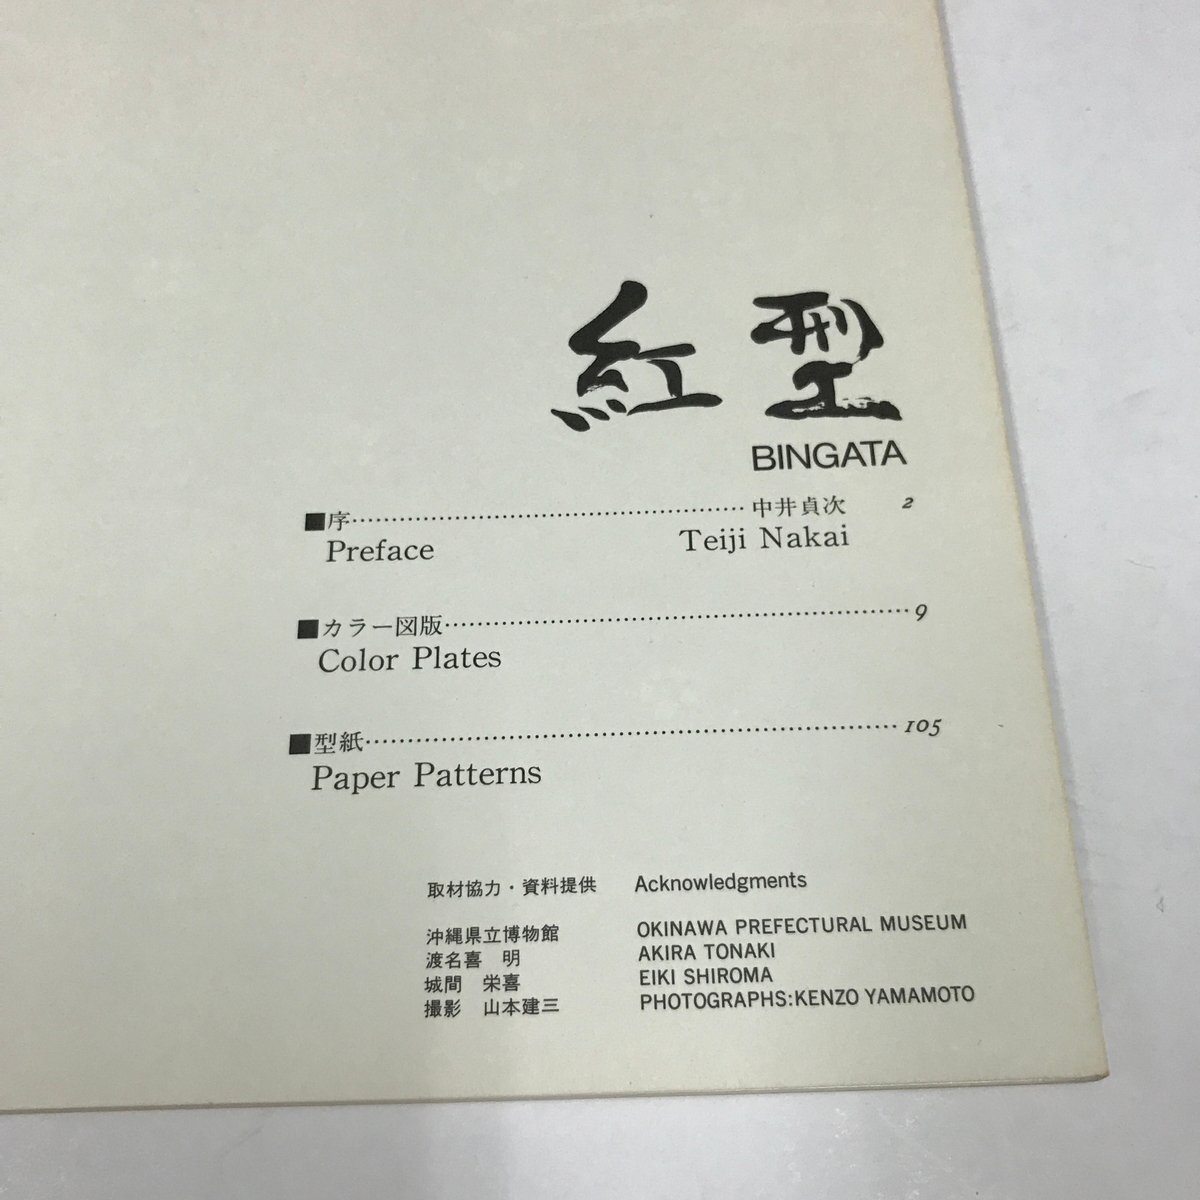 紅型
BINGATA
■序……………………………………中井貞次 2
Preface Teiji Nakai
■カラー図版……………………………………9
Color Plates
■型紙……………………………………105
Paper Patterns
取材協力・資料提供 Acknowledgments
沖縄県立博物館 OKINAWA PREFECTURAL MUSEUM
渡名喜 明 AKIRA TONAKI
城間 栄喜 EIKI SHIROMA
撮影 山本建三 PHOTOGRAPHS:KENZO YAMAMOTO